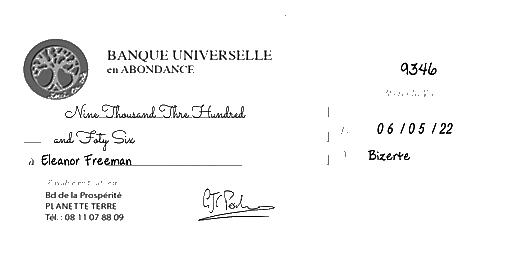 BANQUE UNIVERSELLE
en ABONDANCE
9346
Nine Thousand Thre Hundred
and Foty Six
06/05/22
à Eleanor Freeman
Bizerte
Bd de la Prospérité
PLANETTE TERRE
Tél. : 08 11 07 88 09